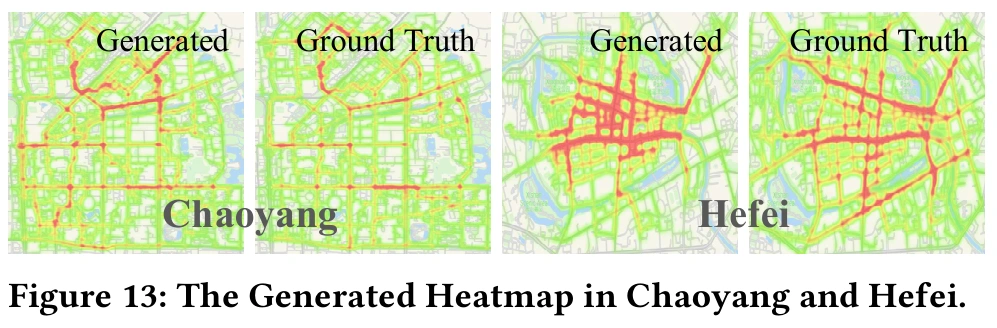 Generated
Ground Truth
Generated
Ground Truth
Chaoyang
Hefei
Figure 13: The Generated Heatmap in Chaoyang and Hefei.